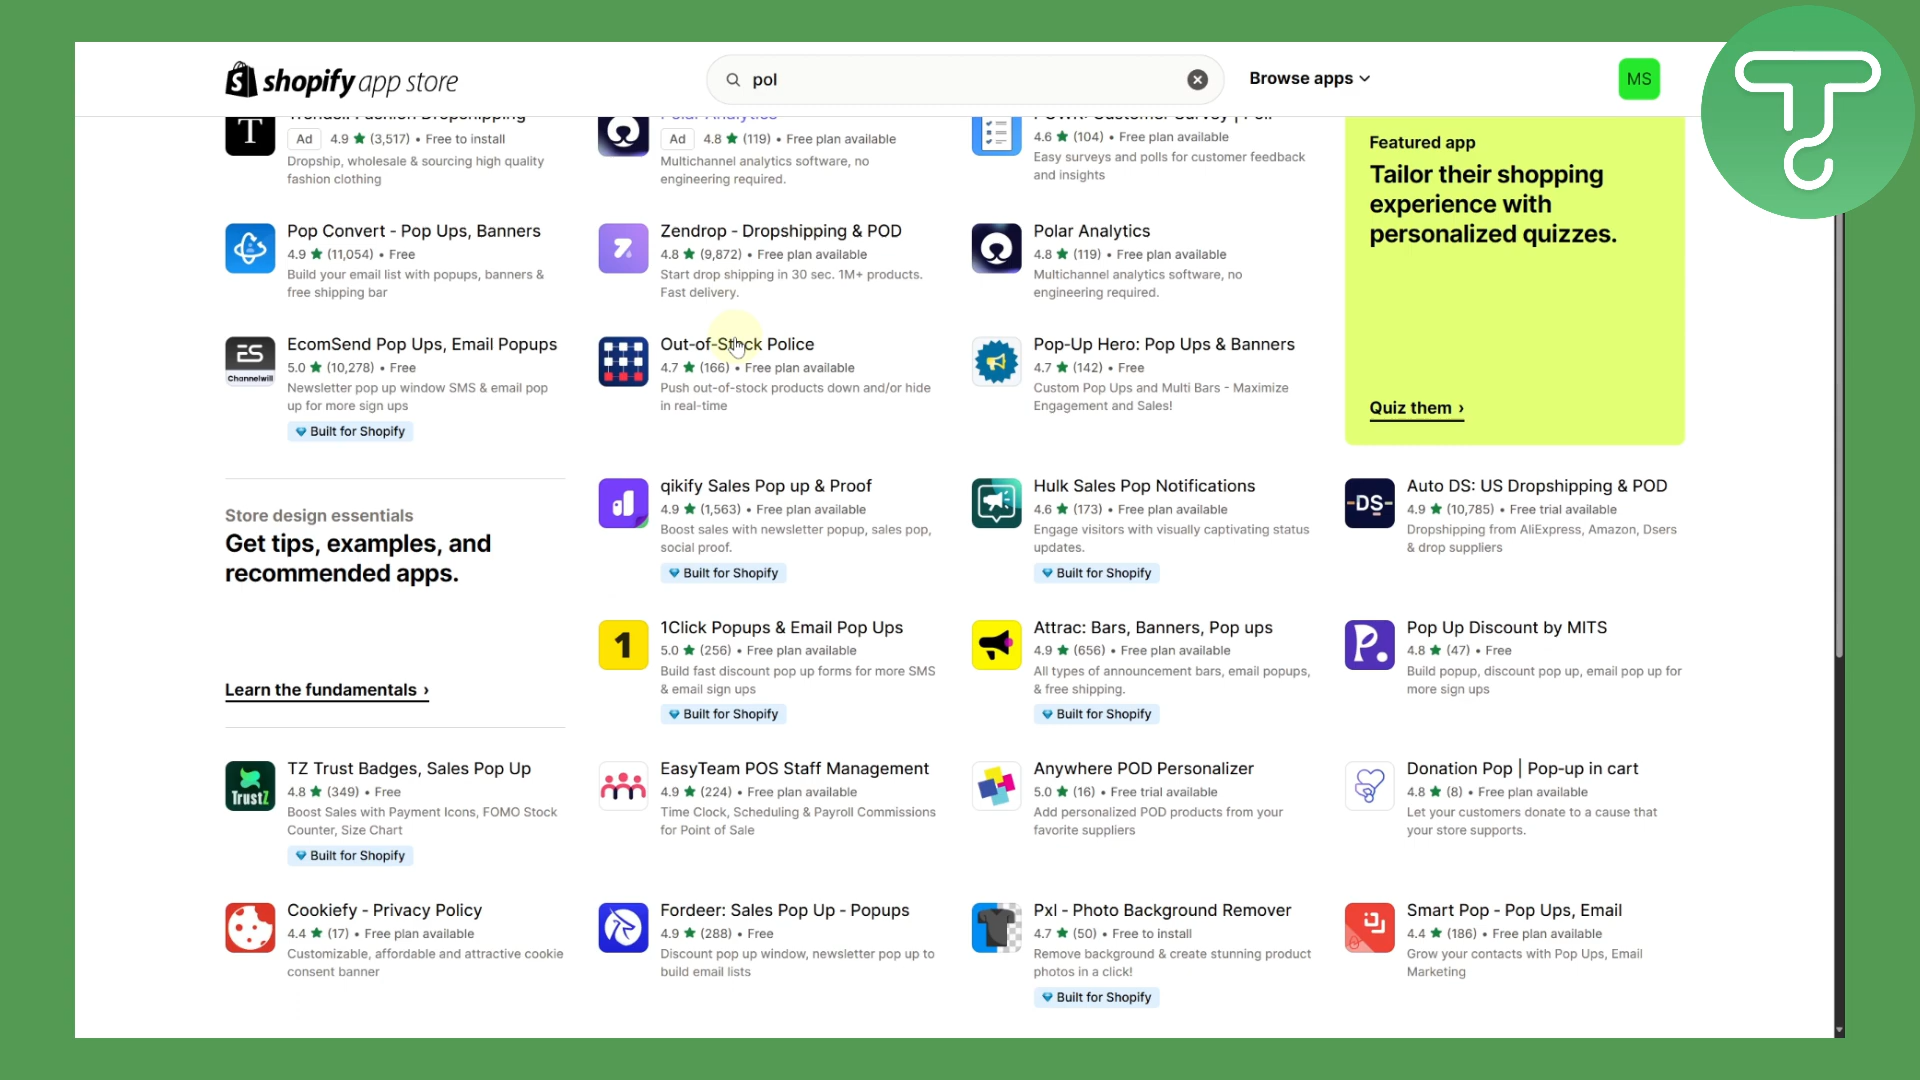 shopify app store
pol
Browse apps
MS
Trendsi: Fashion Dropshipping
Ad 4.9 ★ (3,517) • Free to install
Dropship, wholesale & sourcing high quality
fashion clothing
Polar Analytics
Ad 4.8 ★ (119) • Free plan available
Multichannel analytics software, no
engineering required.
4.6 ★ (104) • Free plan available
Easy surveys and polls for customer feedback
and insights
Featured app
Tailor their shopping
experience with
personalized quizzes.
Quiz them ›
Pop Convert - Pop Ups, Banners
4.9 ★ (11,054) • Free
Build your email list with popups, banners &
free shipping bar
Zendrop - Dropshipping & POD
4.8 ★ (9,872) • Free plan available
Start drop shipping in 30 sec. 1M+ products.
Fast delivery.
Polar Analytics
4.8 ★ (119) • Free plan available
Multichannel analytics software, no
engineering required.
ES
Channelwill
EcomSend Pop Ups, Email Popups
5.0 ★ (10,278) • Free
Newsletter pop up window SMS & email pop
up for more sign ups
Built for Shopify
Out-of-Stock Police
4.7 ★ (166) • Free plan available
Push out-of-stock products down and/or hide
in real-time
Pop-Up Hero: Pop Ups & Banners
4.7 ★ (142) • Free
Custom Pop Ups and Multi Bars - Maximize
Engagement and Sales!
Store design essentials
Get tips, examples, and
recommended apps.
Learn the fundamentals ›
qikify Sales Pop up & Proof
4.9 ★ (1,563) • Free plan available
Boost sales with newsletter popup, sales pop,
social proof.
Built for Shopify
Hulk Sales Pop Notifications
4.6 ★ (173) • Free plan available
Engage visitors with visually captivating status
updates.
Built for Shopify
-DS-
Auto DS: US Dropshipping & POD
4.9 ★ (10,785) • Free trial available
Dropshipping from AliExpress, Amazon, Dsers
& drop suppliers
1
1Click Popups & Email Pop Ups
5.0 ★ (256) • Free plan available
Build fast discount pop up forms for more SMS
& email sign ups
Built for Shopify
Attrac: Bars, Banners, Pop ups
4.9 ★ (656) • Free plan available
All types of announcement bars, email popups,
& free shipping.
Built for Shopify
P.
Pop Up Discount by MITS
4.8 ★ (47) • Free
Build popup, discount pop up, email pop up for
more sign ups
TrustZ
TZ Trust Badges, Sales Pop Up
4.8 ★ (349) • Free
Boost Sales with Payment Icons, FOMO Stock
Counter, Size Chart
Built for Shopify
EasyTeam POS Staff Management
4.9 ★ (224) • Free plan available
Time Clock, Scheduling & Payroll Commissions
for Point of Sale
Anywhere POD Personalizer
5.0 ★ (16) • Free trial available
Add personalized POD products from your
favorite suppliers
Donation Pop | Pop-up in cart
4.8 ★ (8) • Free plan available
Let your customers donate to a cause that
your store supports.
Cookiefy - Privacy Policy
4.4 ★ (17) • Free plan available
Customizable, affordable and attractive cookie
consent banner
Fordeer: Sales Pop Up - Popups
4.9 ★ (288) • Free
Discount pop up window, newsletter pop up to
build email lists
Pxl - Photo Background Remover
4.7 ★ (50) • Free to install
Remove background & create stunning product
photos in a click!
Built for Shopify
Smart Pop - Pop Ups, Email
4.4 ★ (186) • Free plan available
Grow your contacts with Pop Ups, Email
Marketing